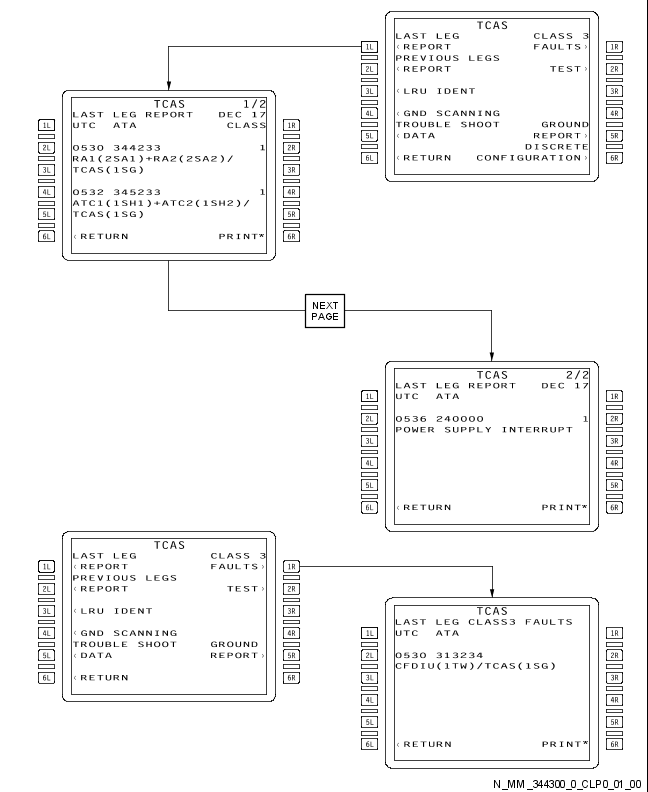 TCAS
LAST LEG CLASS 3
‹REPORT FAULTS›
PREVIOUS LEGS
‹REPORT TEST›
‹LRU IDENT
‹GND SCANNING
TROUBLE SHOOT GROUND
‹DATA REPORT›
DISCRETE
‹RETURN CONFIGURATION›
1L
2L
3L
4L
5L
6L
1R
2R
3R
4R
5R
6R
TCAS 1/2
LAST LEG REPORT DEC 17
UTC ATA CLASS
0530 344233 1
RA1(2SA1)+RA2(2SA2)/
TCAS(1SG)
0532 345233 1
ATC1(1SH1)+ATC2(1SH2)/
TCAS(1SG)
‹RETURN PRINT*
1L
2L
3L
4L
5L
6L
1R
2R
3R
4R
5R
6R
NEXT
PAGE
TCAS 2/2
LAST LEG REPORT DEC 17
UTC ATA
0536 240000 1
POWER SUPPLY INTERRUPT
‹RETURN PRINT*
1L
2L
3L
4L
5L
6L
1R
2R
3R
4R
5R
6R
TCAS
LAST LEG CLASS 3
‹REPORT FAULTS›
PREVIOUS LEGS
‹REPORT TEST›
‹LRU IDENT
‹GND SCANNING
TROUBLE SHOOT GROUND
‹DATA REPORT›
‹RETURN
1L
2L
3L
4L
5L
6L
1R
2R
3R
4R
5R
6R
TCAS
LAST LEG CLASS3 FAULTS
UTC ATA
0530 313234
CFDIU(1TW)/TCAS(1SG)
‹RETURN PRINT*
1L
2L
3L
4L
5L
6L
1R
2R
3R
4R
5R
6R
N_MM_344300_0_CLP0_01_00